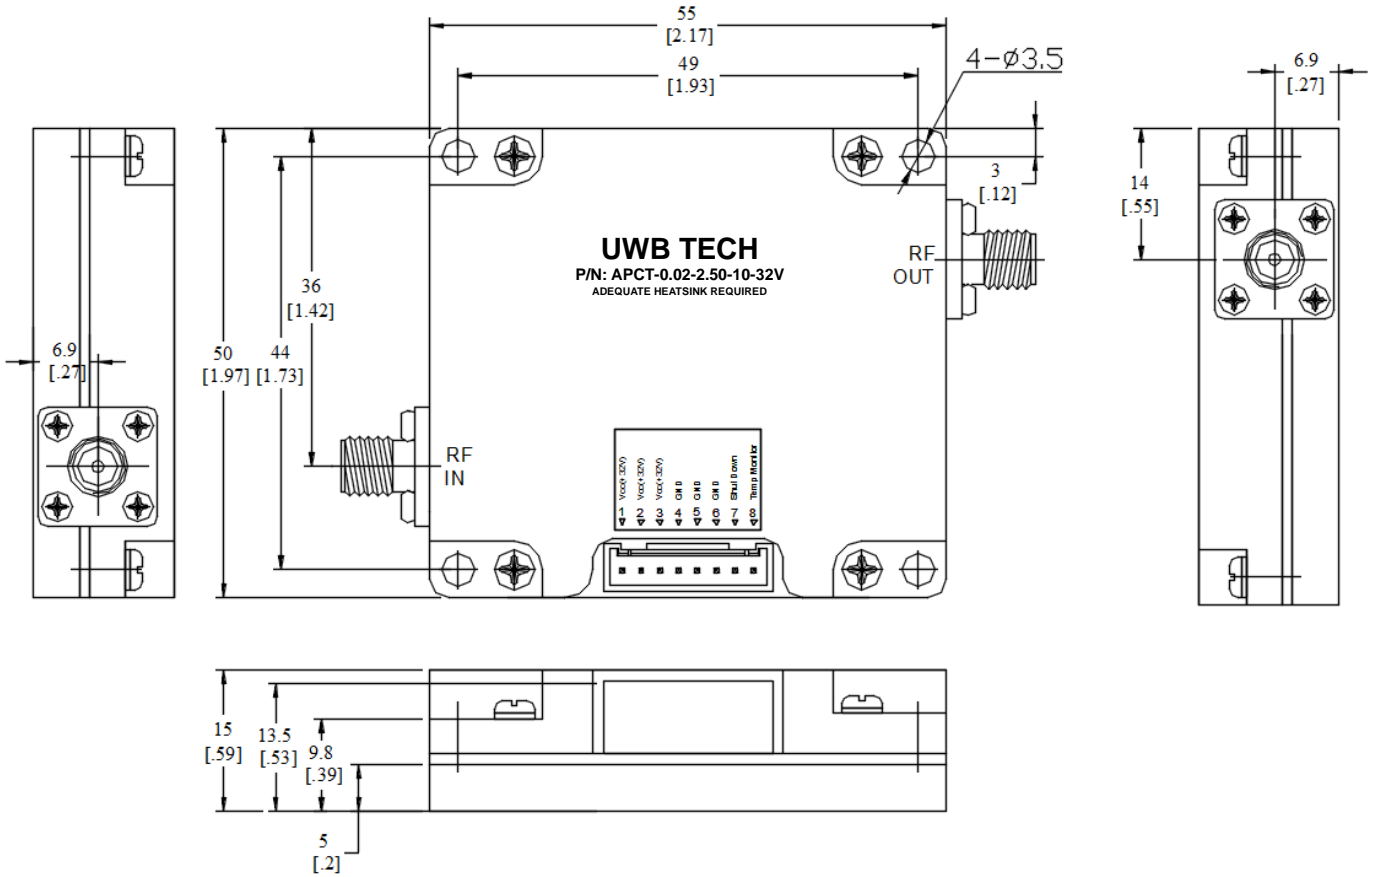 55
[2.17]
49
[1.93]
4-Ø3.5
6.9
[.27]
3
[.12]
14
[.55]
UWB TECH
P/N: APCT-0.02-2.50-10-32V
ADEQUATE HEATSINK REQUIRED
RF
OUT
36
[1.42]
50
[1.97]
44
[1.73]
6.9
[.27]
RF
IN
1 Vcc(+32V)
2 Vcc(+32V)
3 Vcc(+32V)
4 GND
5 GND
6 GND
7 Shut Down
8 Temp Monitor
15
[.59]
13.5
[.53]
9.8
[.39]
5
[.2]